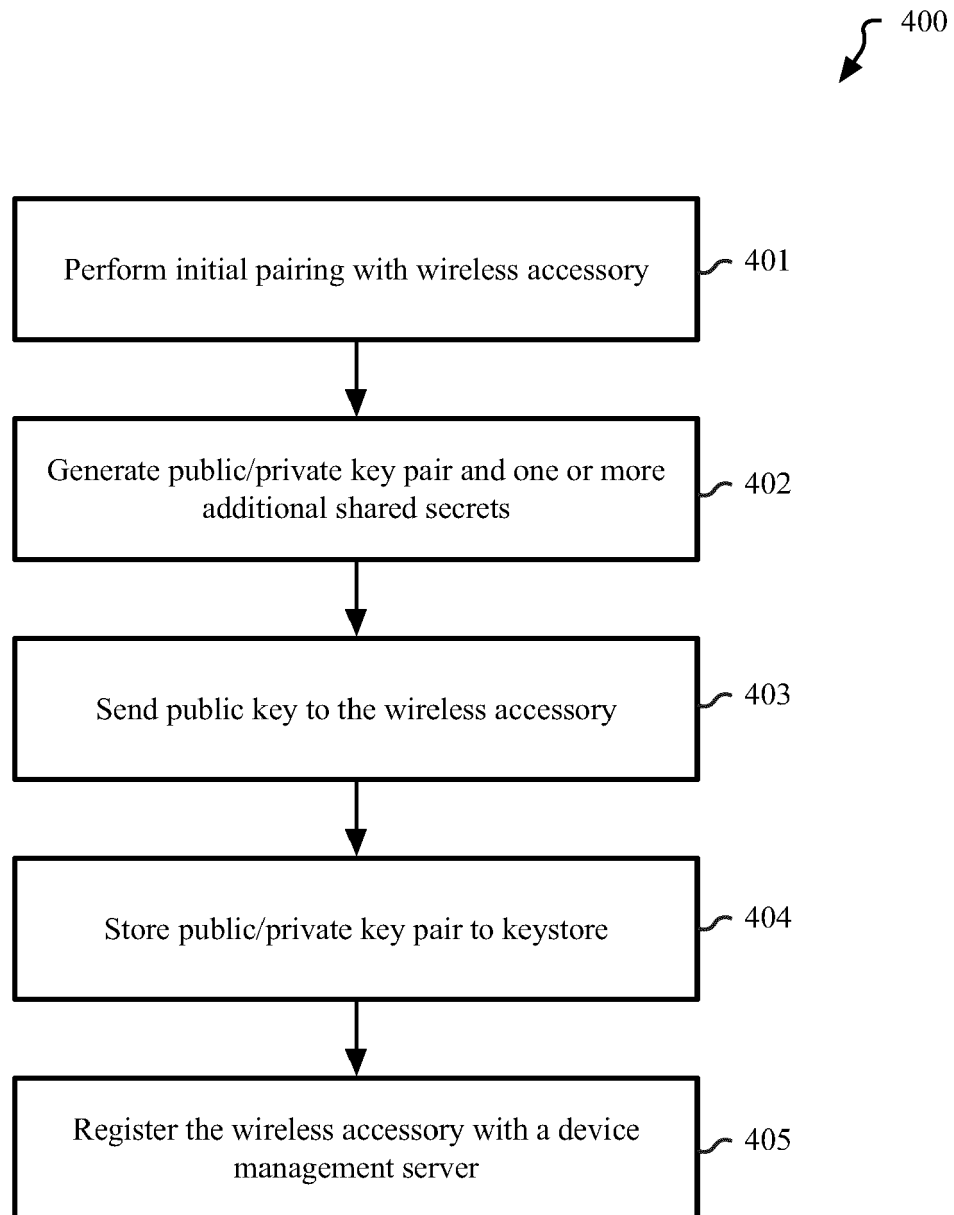 400
Perform initial pairing with wireless accessory
401
Generate public/private key pair and one or more
additional shared secrets
402
Send public key to the wireless accessory
403
Store public/private key pair to keystore
404
Register the wireless accessory with a device
management server
405